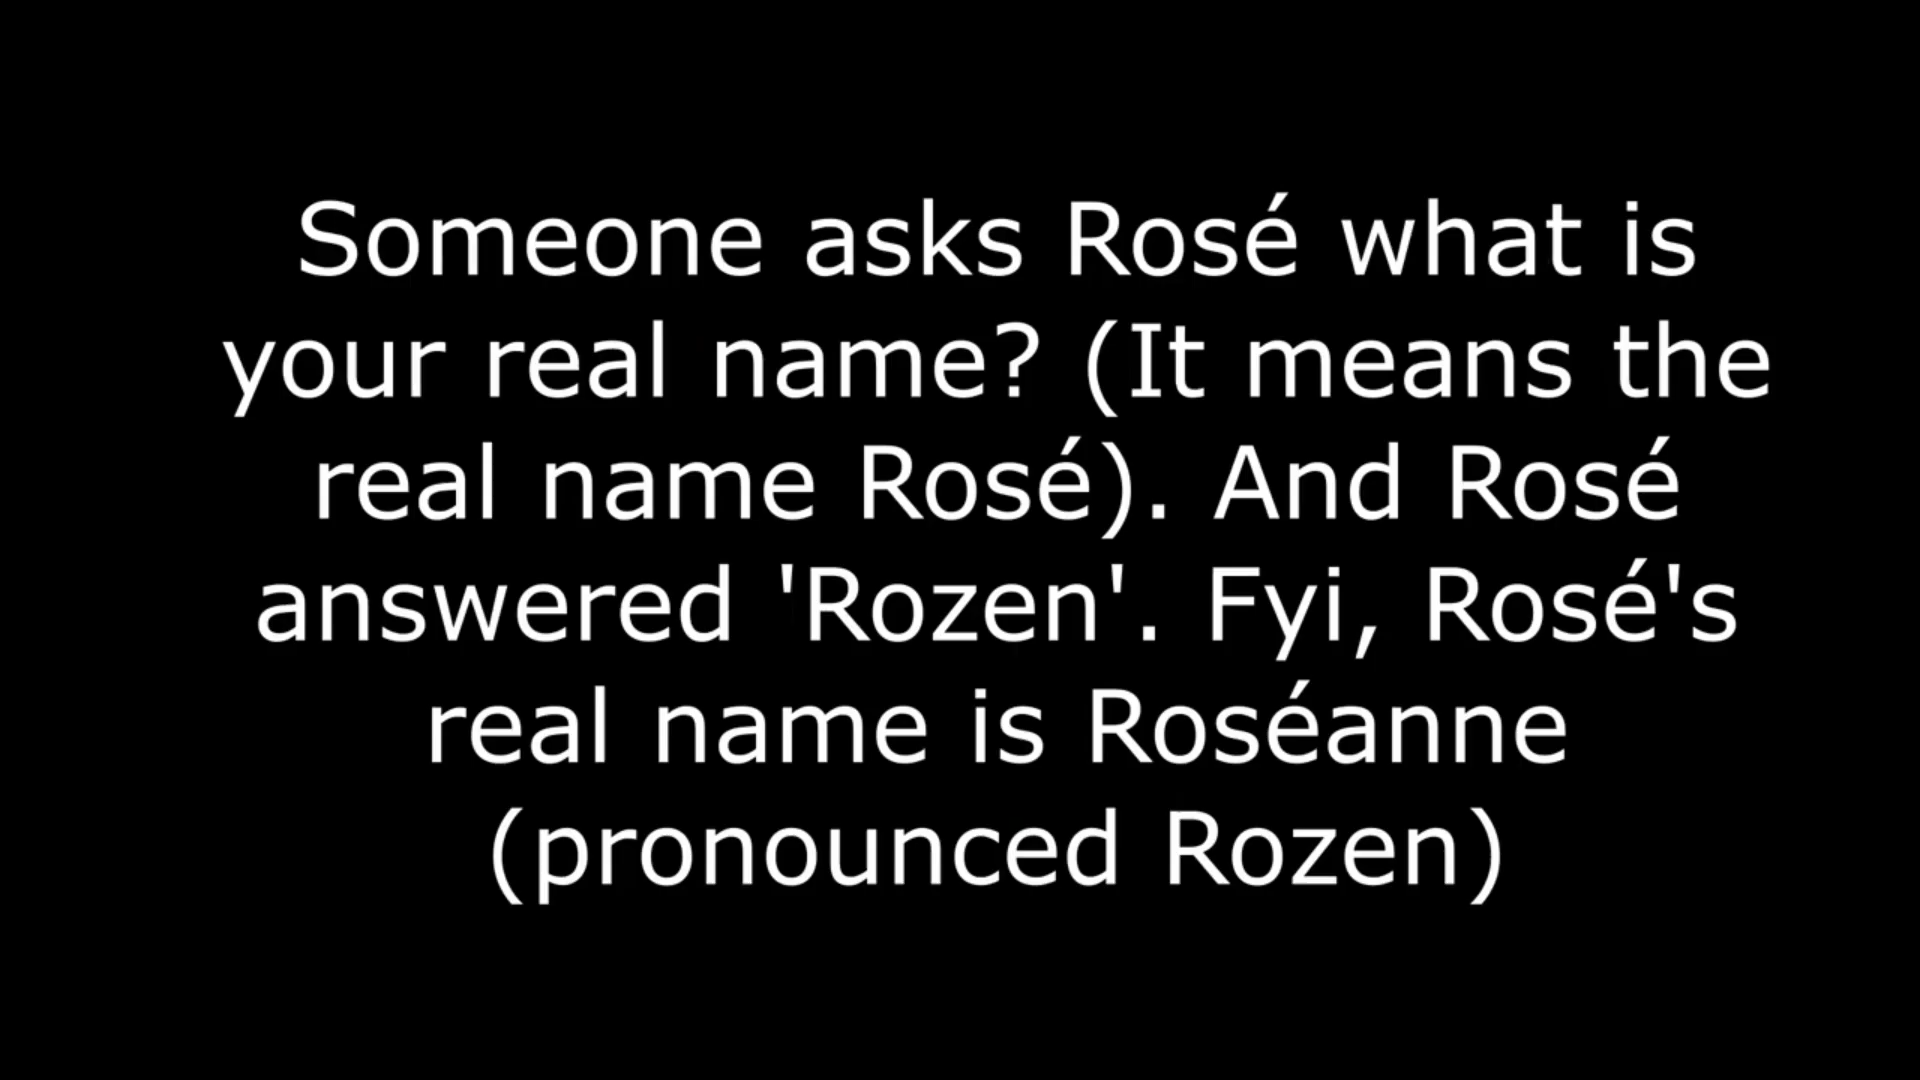 Someone asks Rosé what is
your real name? (It means the
real name Rosé). And Rosé
answered 'Rozen'. Fyi, Rosé's
real name is Roséanne
(pronounced Rozen)